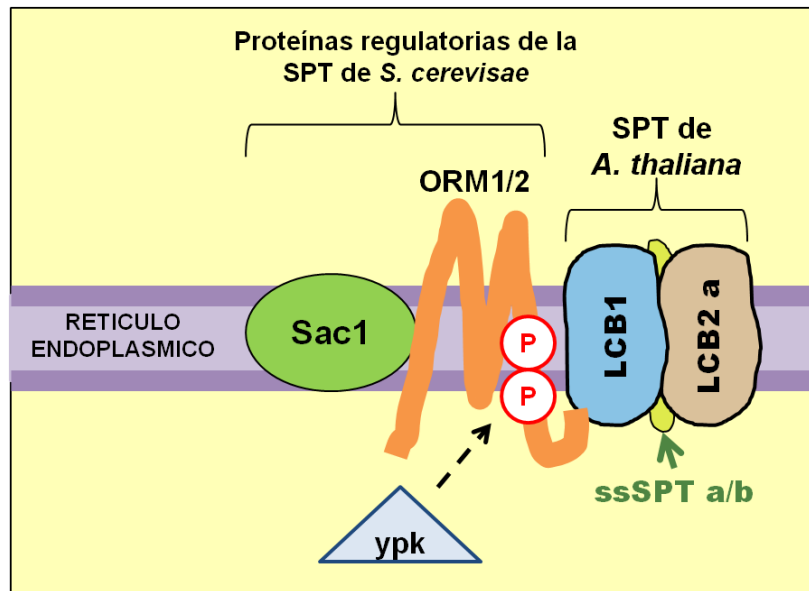 Proteínas regulatorias de la
SPT de S. cerevisae
SPT de
A. thaliana
ORM1/2
RETICULO
ENDOPLASMICO
Sac1
P
P
LCB1
LCB2 a
ssSPT a/b
ypk